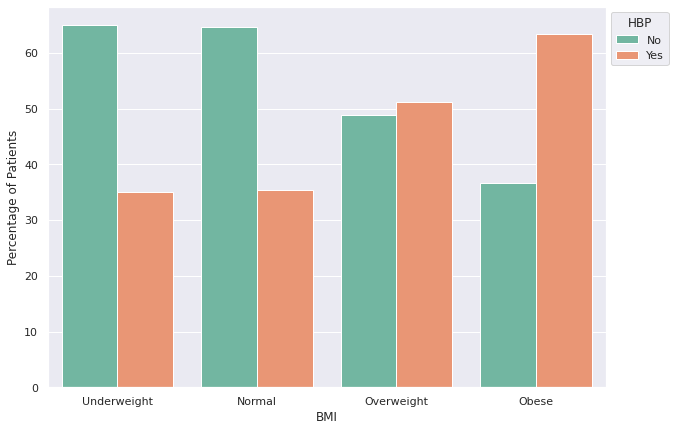 HBP
No
Yes
Percentage of Patients
60
50
40
30
20
10
0
Underweight Normal Overweight Obese
BMI